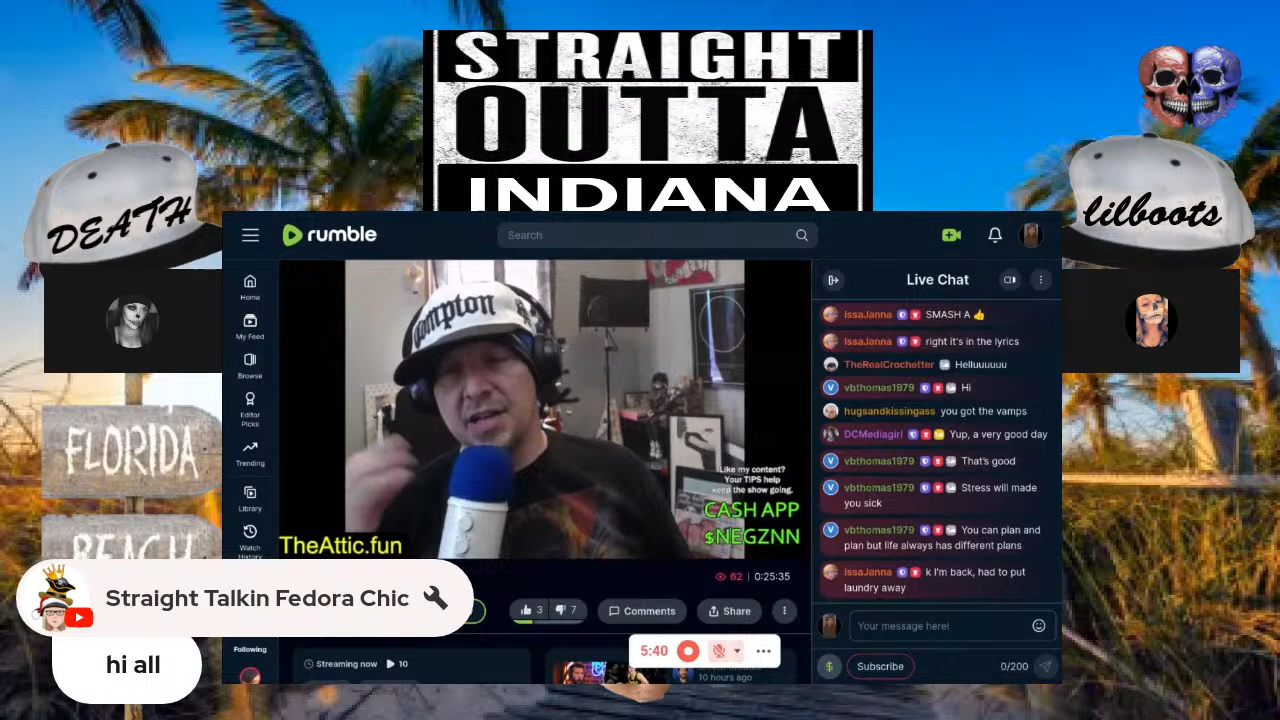 STRAIGHT
OUTTA
INDIANA
DEATH
lilboots
rumble
Search
Home
My Feed
Browse
Editor
Picks
Trending
Library
Watch
History
Following
Compton
Like my content?
Your TIPS help
keep the show going.
CASH APP
$NEGZNN
TheAttic.fun
62 | 0:25:35
3
7
Comments
Share
Streaming now
10
5:40
10 hours ago
Live Chat
IssaJanna SMASH A 👍
IssaJanna right it's in the lyrics
TheRealCrochetter Helluuuuu
vbthomas1979 Hi
hugsandkissingass you got the vamps
DCMediagirl Yup, a very good day
vbthomas1979 That's good
vbthomas1979 Stress will made
you sick
vbthomas1979 You can plan and
plan but life always has different plans
IssaJanna k I'm back, had to put
laundry away
Your message here!
Subscribe
0/200
FLORIDA
BEACH
Straight Talkin Fedora Chic
hi all